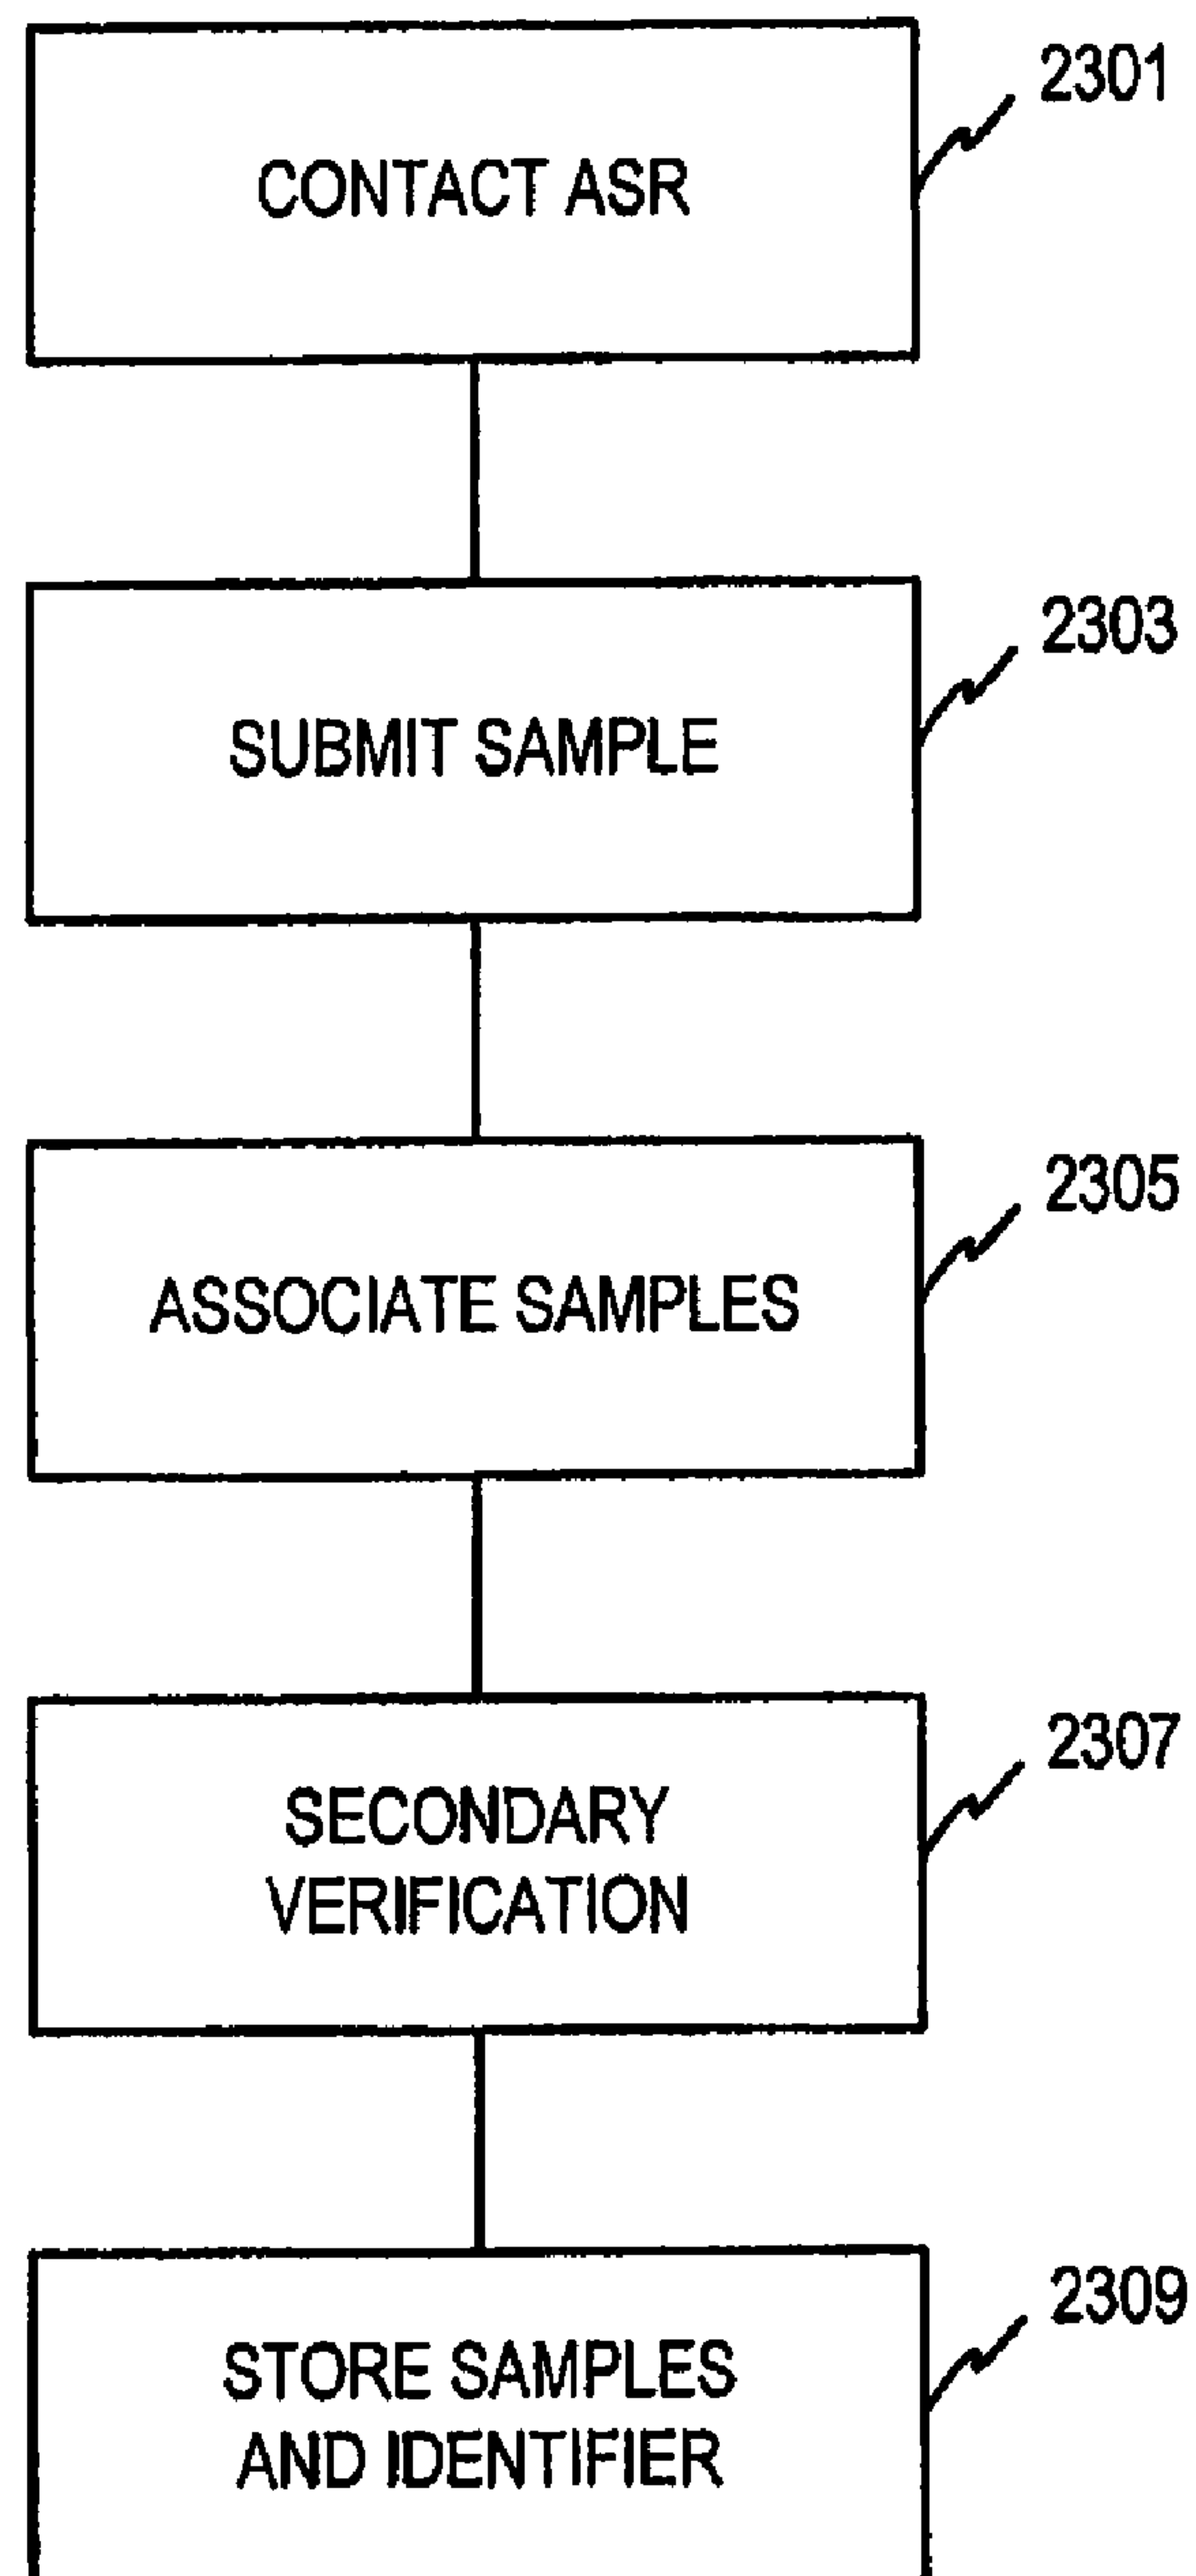 2301
CONTACT ASR
2303
SUBMIT SAMPLE
2305
ASSOCIATE SAMPLES
2307
SECONDARY
VERIFICATION
2309
STORE SAMPLES
AND IDENTIFIER